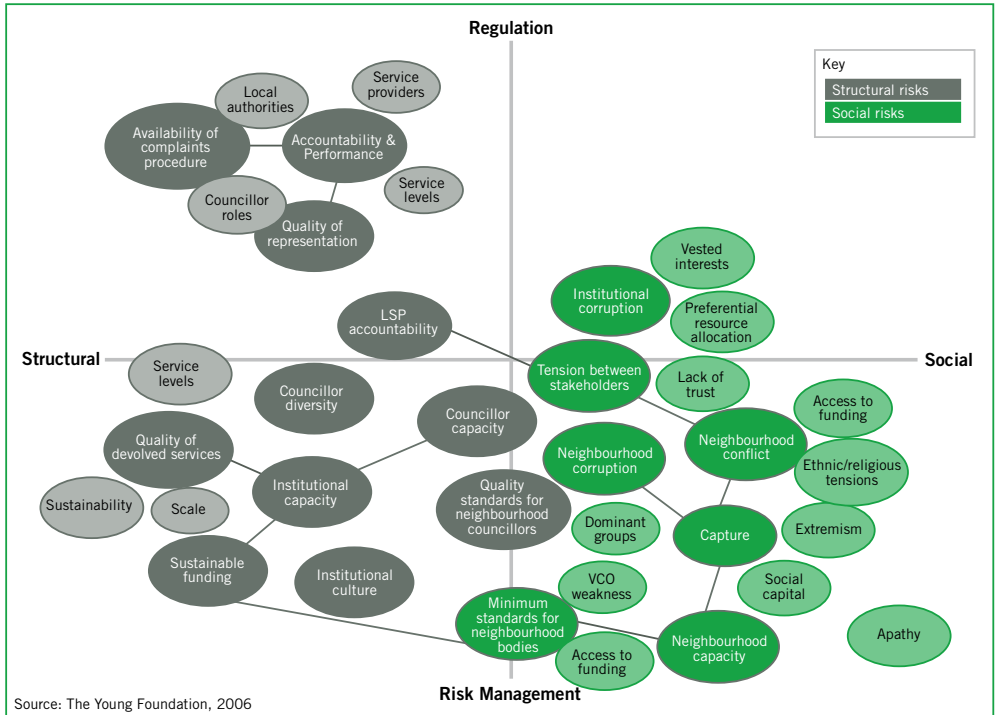 Regulation
Key
Structural risks
Social risks
Service
providers
Local
authorities
Availability of
complaints
procedure
Accountability &
Performance
Service
levels
Councillor
roles
Quality of
representation
Vested
interests
Institutional
corruption
Preferential
resource
allocation
LSP
accountability
Structural
Social
Service
levels
Councillor
diversity
Tension between
stakeholders
Lack of
trust
Access to
funding
Councillor
capacity
Quality of
devolved services
Neighbourhood
corruption
Neighbourhood
conflict
Ethnic/religious
tensions
Institutional
capacity
Sustainability
Scale
Quality
standards for
neighbourhood
councillors
Dominant
groups
Capture
Extremism
Sustainable
funding
Institutional
culture
VCO
weakness
Social
capital
Minimum
standards for
neighbourhood
bodies
Access to
funding
Neighbourhood
capacity
Apathy
Risk Management
Source: The Young Foundation, 2006